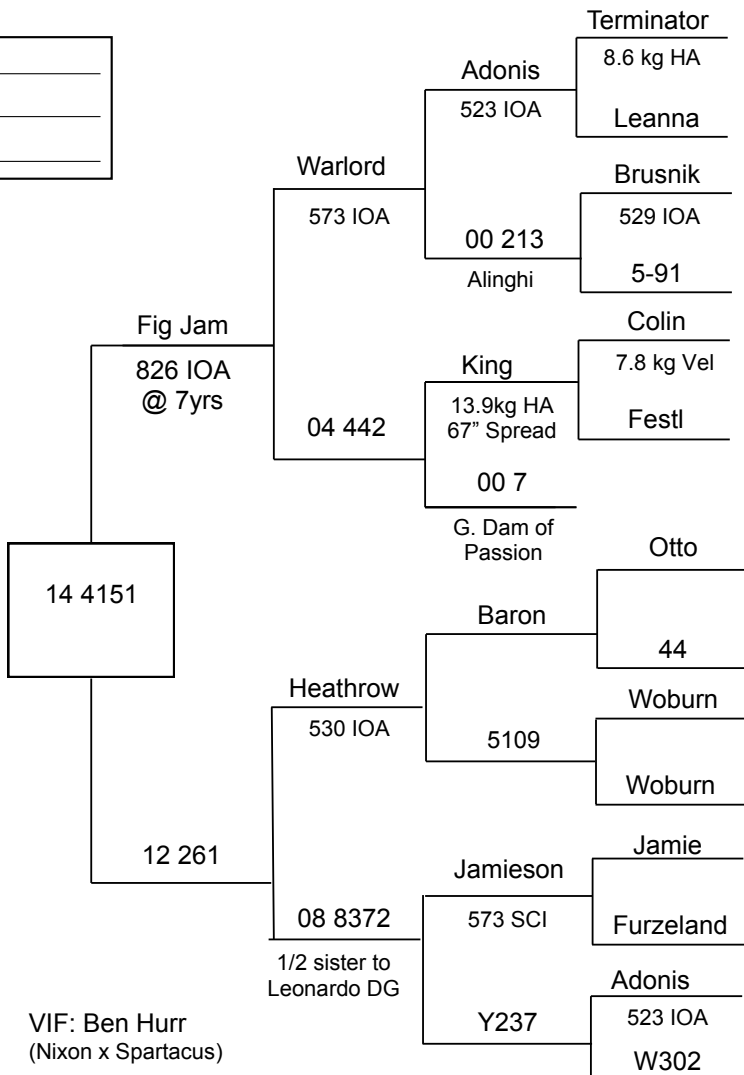 Terminator
8.6 kg HA
Adonis
523 IOA
Leanna
Warlord
573 IOA
Brusnik
529 IOA
00 213
Alinghi
5-91
Fig Jam
826 IOA
@ 7yrs
Colin
7.8 kg Vel
King
13.9kg HA
67” Spread
Festl
04 442
00 7
G. Dam of
Passion
14 4151
Otto
Baron
44
Heathrow
530 IOA
Woburn
5109
Woburn
12 261
Jamie
Jamieson
573 SCI
Furzeland
08 8372
1/2 sister to
Leonardo DG
Adonis
523 IOA
Y237
W302
VIF: Ben Hurr
(Nixon x Spartacus)